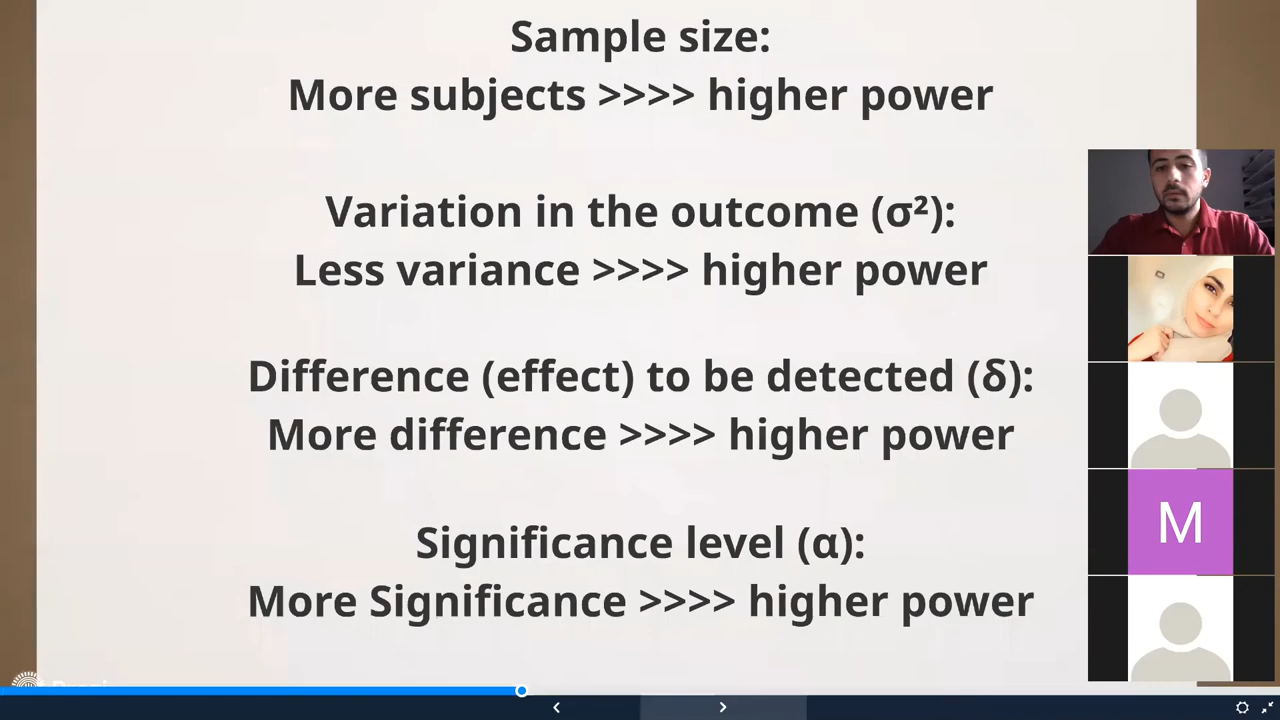 Sample size:
More subjects >>>> higher power
Variation in the outcome (σ²):
Less variance >>>> higher power
Difference (effect) to be detected (δ):
More difference >>>> higher power
Significance level (α):
More Significance >>>> higher power
M